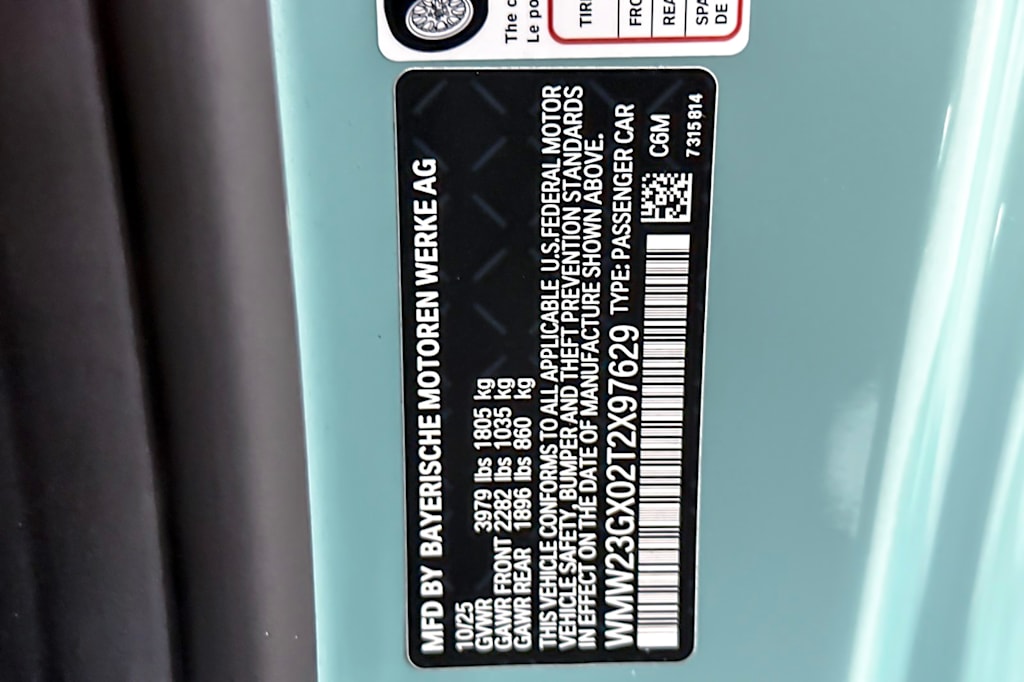 MFD BY BAYERISCHE MOTOREN WERKE AG
10/25
GVWR 3979 lbs 1805 kg
GAWR FRONT 2282 lbs 1035 kg
GAWR REAR 1896 lbs 860 kg
THIS VEHICLE CONFORMS TO ALL APPLICABLE U.S.FEDERAL MOTOR
VEHICLE SAFETY, BUMPER AND THEFT PREVENTION STANDARDS
IN EFFECT ON THE DATE OF MANUFACTURE SHOWN ABOVE.
WMW23GX02T2X97629 TYPE: PASSENGER CAR
C6M
7315814
The
Le